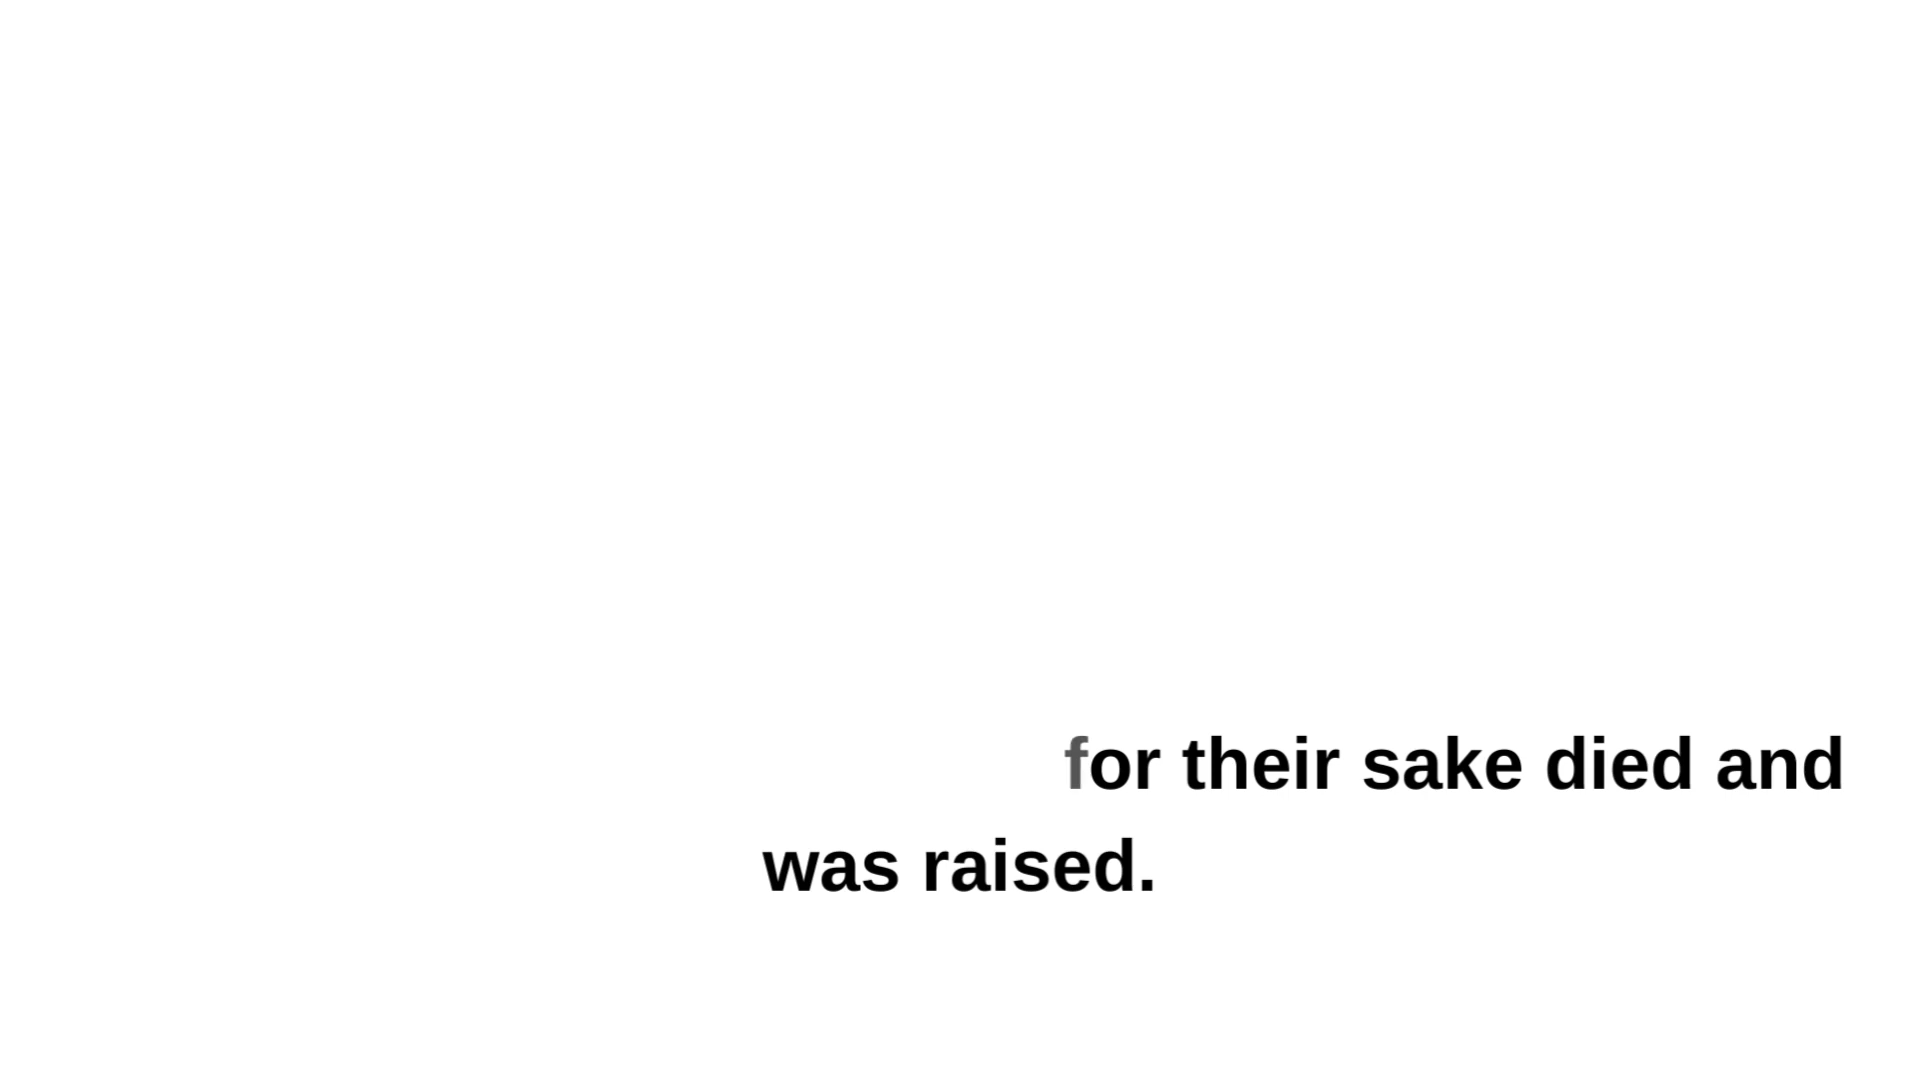 for their sake died and
was raised.